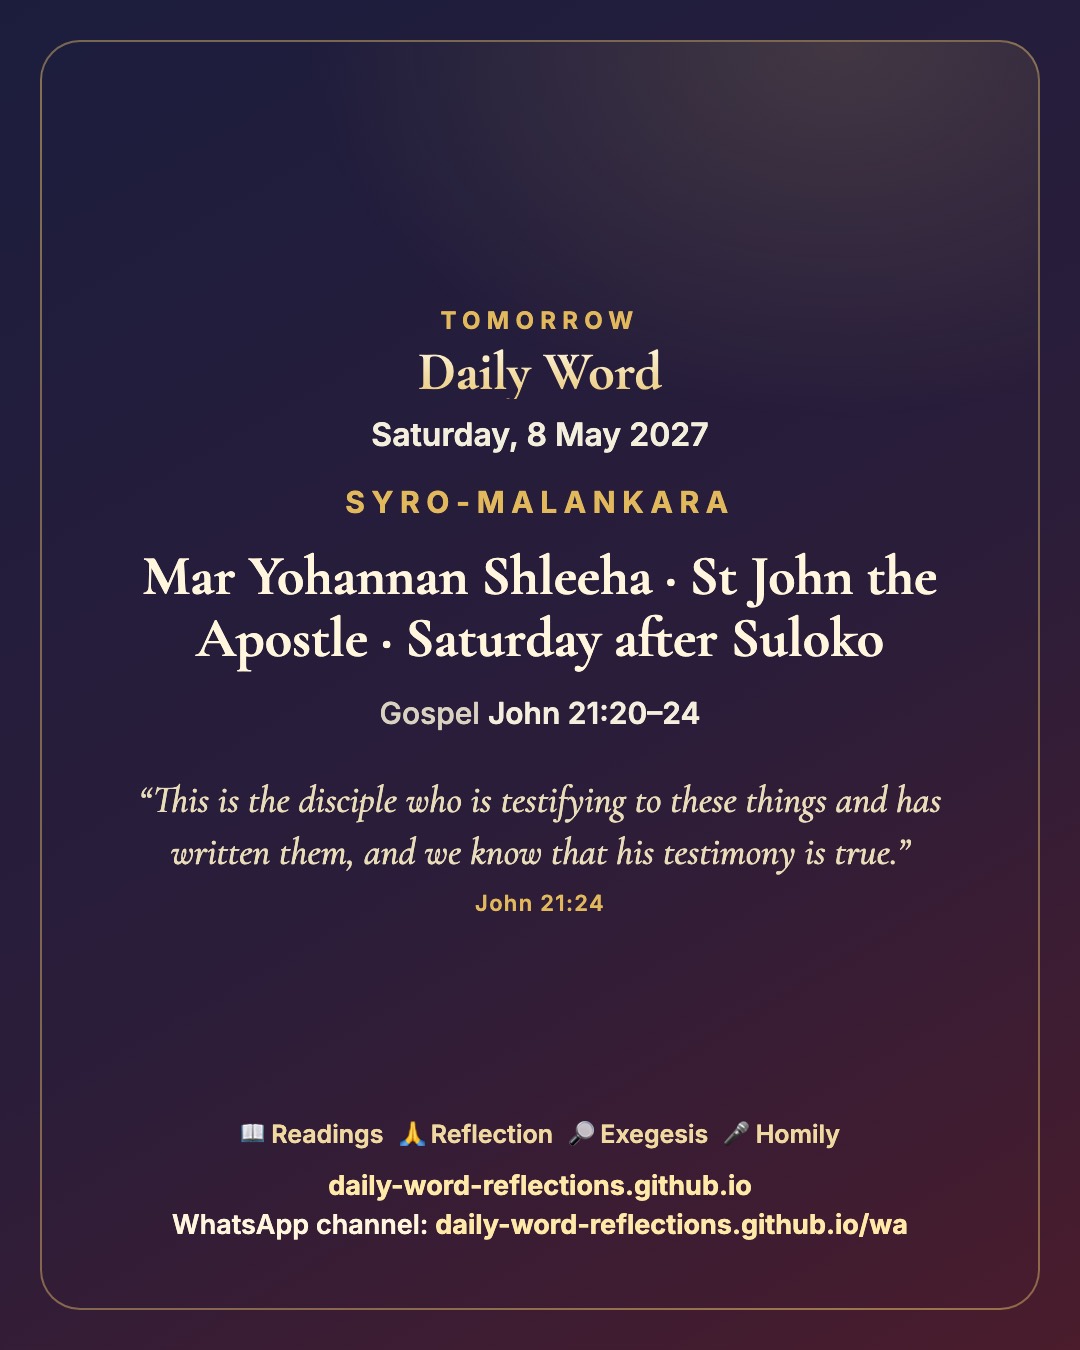 TOMORROW
Daily Word
Saturday, 8 May 2027
SYRO-MALANKARA
Mar Yohannan Shleeha · St John the
Apostle · Saturday after Suloko
Gospel John 21:20–24
“This is the disciple who is testifying to these things and has
written them, and we know that his testimony is true.”
John 21:24
📖 Readings 🙏 Reflection 🔎 Exegesis 🎤 Homily
daily-word-reflections.github.io
WhatsApp channel: daily-word-reflections.github.io/wa